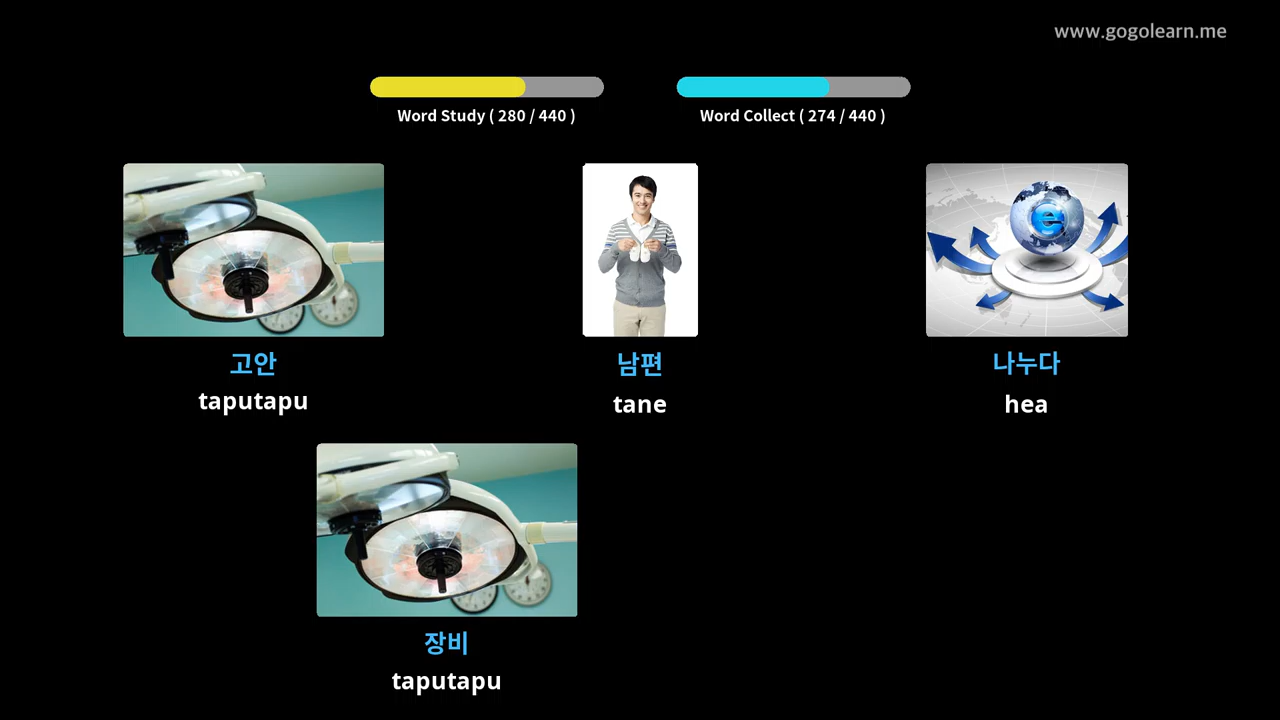 www.gogolearn.me
Word Study ( 280 / 440 )
Word Collect ( 274 / 440 )
고안
taputapu
남편
tane
나누다
hea
장비
taputapu